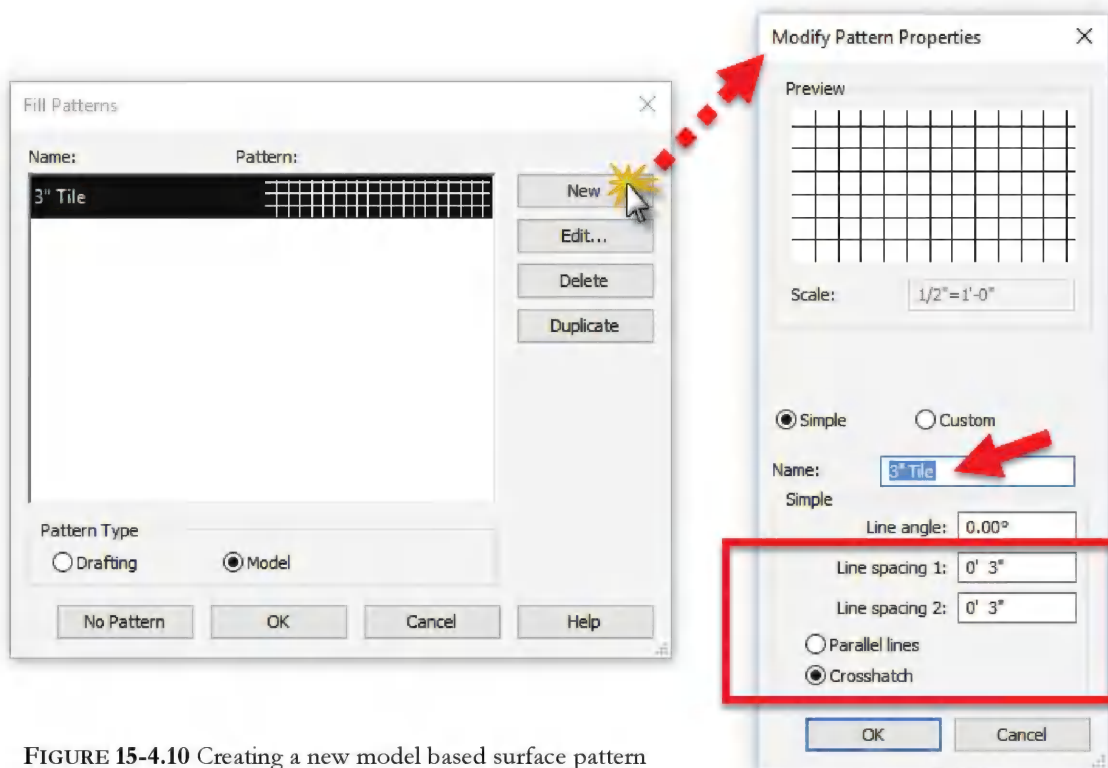 Fill Patterns
Name:
Pattern:
3" Tile
New
Edit...
Delete
Duplicate
Pattern Type
Drafting
Model
No Pattern
OK
Cancel
Help
Modify Pattern Properties
Preview
Scale:
1/2"=1'-0"
Simple
Custom
Name:
3" Tile
Simple
Line angle:
0.00°
Line spacing 1:
0' 3"
Line spacing 2:
0' 3"
Parallel lines
Crosshatch
OK
Cancel
FIGURE 15-4.10 Creating a new model based surface pattern